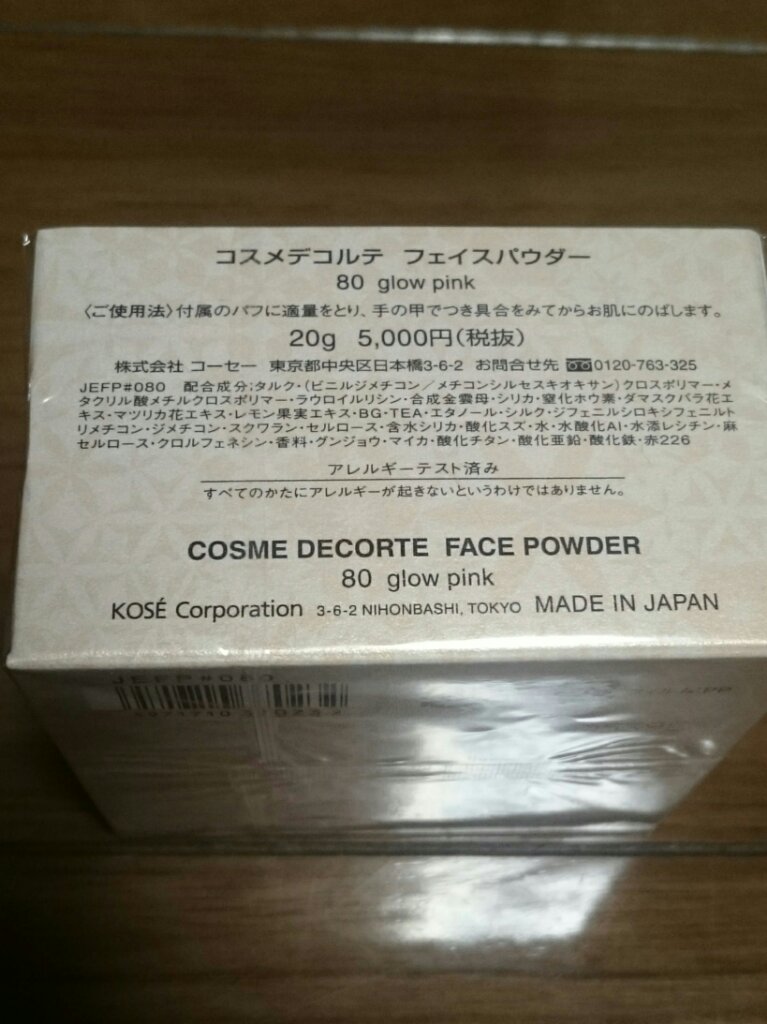 コスメデコルテ フェイスパウダー
80 glow pink
〈ご使用法〉付属のパフに適量をとり、手の甲でつき具合をみてからお肌にのばします。
20g 5,000円(税抜)
株式会社 コーセー 東京都中央区日本橋3-6-2 お問合せ先 0120-763-325
JEFP#080 配合成分;タルク・(ビニルジメチコン／メチコンシルセスキオキサン)クロスポリマー・メ
タクリル酸メチルクロスポリマー・ラウロイルリシン・合成金雲母・シリカ・窒化ホウ素・ダマスクバラ花エ
キス・マツリカ花エキス・レモン果実エキス・BG・TEA・エタノール・シルク・ジフェニルシロキシフェニルト
リメチコン・ジメチコン・スクワラン・セルロース・含水シリカ・酸化スズ・水・水酸化Al・水添レシチン・麻
セルロース・クロルフェネシン・香料・グンジョウ・マイカ・酸化チタン・酸化亜鉛・酸化鉄・赤226
アレルギーテスト済み
すべてのかたにアレルギーが起きないというわけではありません。
COSME DECORTE FACE POWDER
80 glow pink
KOSÉ Corporation 3-6-2 NIHONBASHI, TOKYO MADE IN JAPAN
JEFP#080